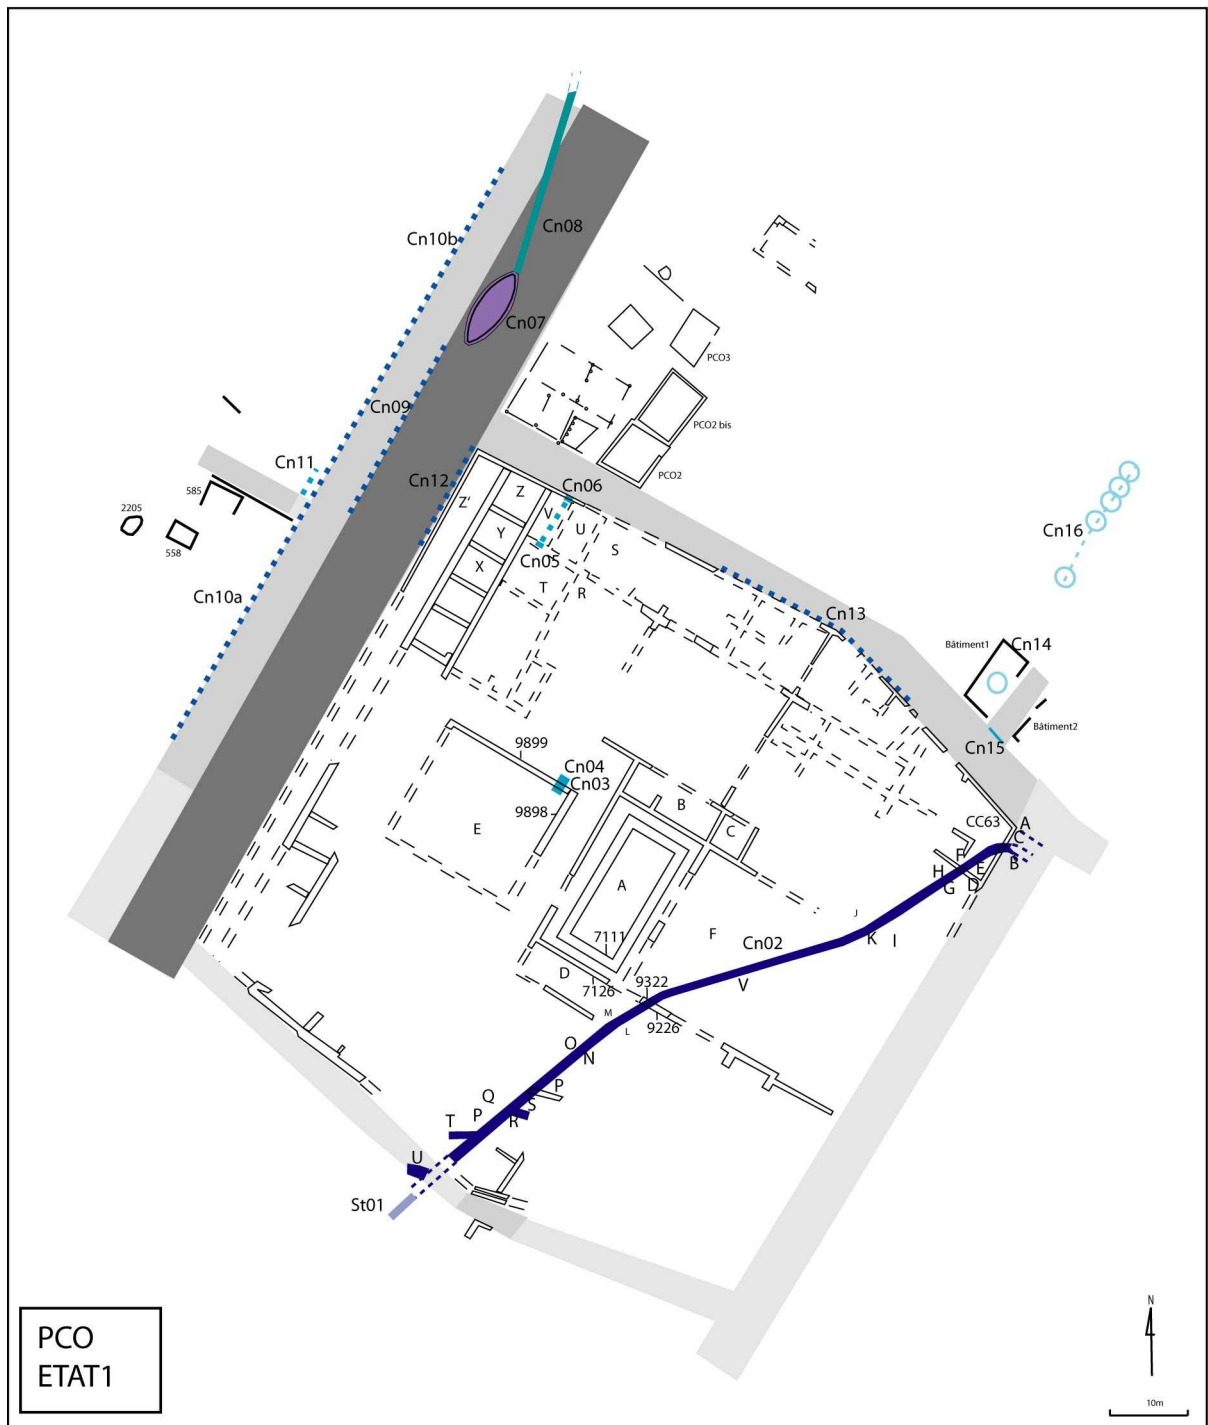 Cn10b
Cn08
Cn07
PCO3
Cn09
PCO2 bis
Cn11
Cn12
Cn06
PCO2
585
2205
558
Z'
Z
V
U
S
Y
Cn05
X
T
R
Cn16
Cn10a
Cn13
Bâtiment1
Cn14
Bâtiment2
Cn15
9899
Cn04
Cn03
9898
B
C
E
CC63
A
C
B
F
E
H
G
D
A
J
K
I
7111
F
Cn02
V
D
7126
9322
9226
M
L
O
N
P
Q
S
P
R
T
U
St01
PCO
ETAT1
N
10m